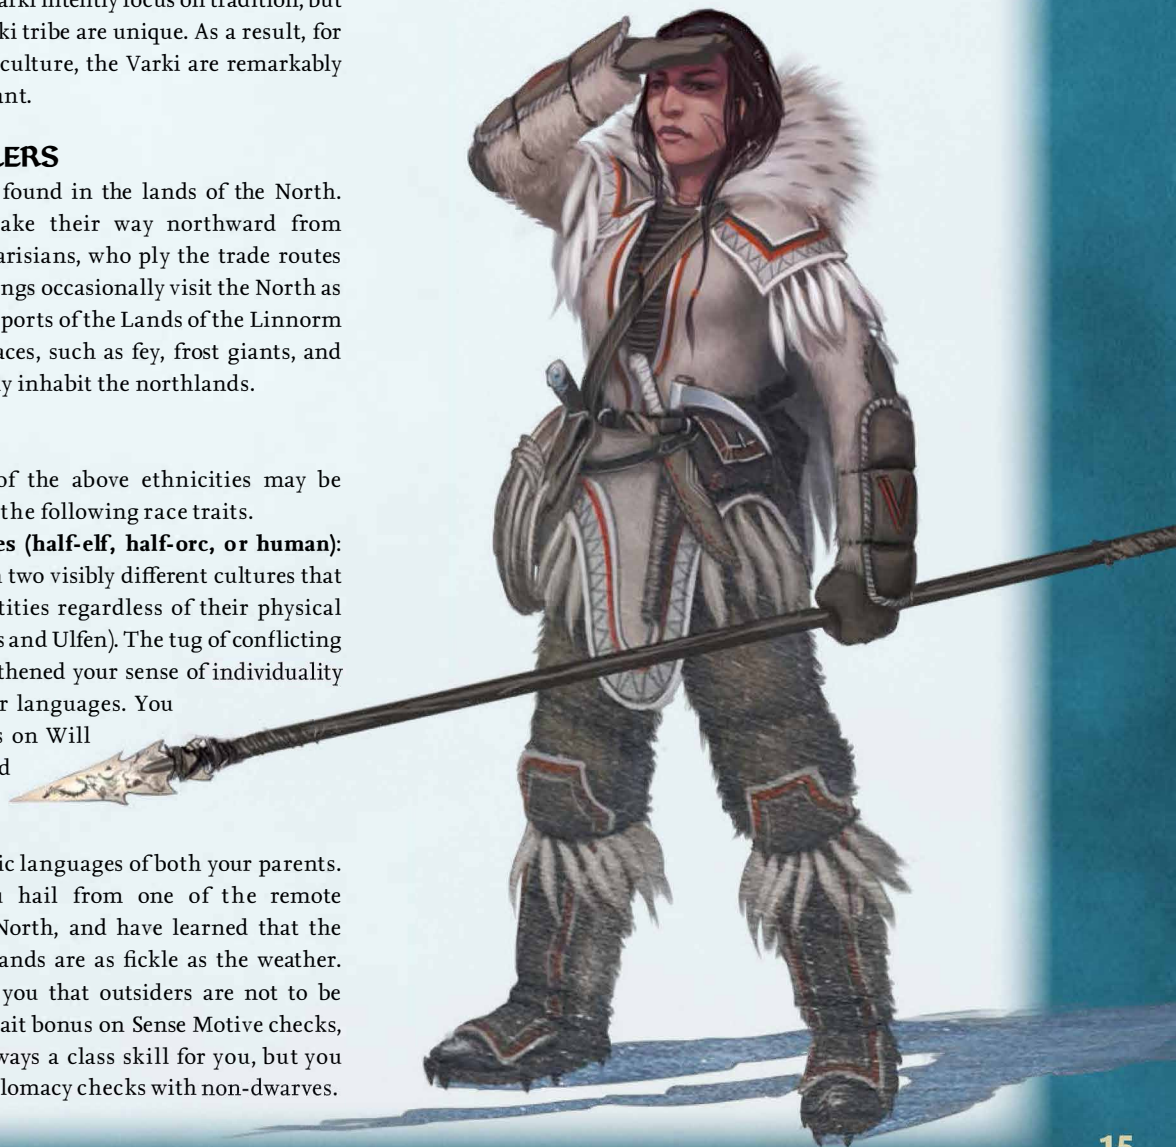 arki intently focus on tradition, but
ki tribe are unique. As a result, for
culture, the Varki are remarkably
nt.
LERS
found in the lands of the North.
ake their way northward from
arisians, who ply the trade routes
ngs occasionally visit the North as
ports of the Lands of the Linnorm
aces, such as fey, frost giants, and
y inhabit the northlands.
of the above ethnicities may be
the following race traits.
es (half-elf, half-orc, or human):
n two visibly different cultures that
tities regardless of their physical
s and Ulfen). The tug of conflicting
thened your sense of individuality
r languages. You
s on Will
d
ic languages of both your parents.
u hail from one of the remote
North, and have learned that the
ands are as fickle as the weather.
you that outsiders are not to be
ait bonus on Sense Motive checks,
ways a class skill for you, but you
lomacy checks with non-dwarves.
15